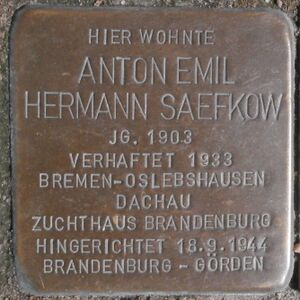 HIER WOHNTE
ANTON EMIL
HERMANN SAEFKOW
JG. 1903
VERHAFTET 1933
BREMEN-OSLEBSHAUSEN
DACHAU
ZUCHTHAUS BRANDENBURG
HINGERICHTET 18.9.1944
BRANDENBURG - GÖRDEN